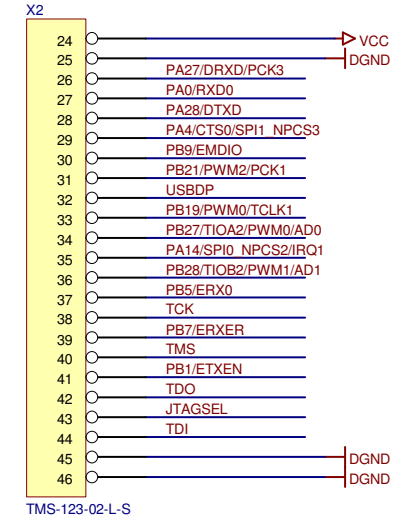 X2
24 VCC
25 DGND
26 PA27/DRXD/PCK3
27 PA0/RXD0
28 PA28/DTXD
29 PA4/CTS0/SPI1_NPCS3
30 PB9/EMDIO
31 PB21/PWM2/PCK1
32 USBDP
33 PB19/PWM0/TCLK1
34 PB27/TIOA2/PWM0/AD0
35 PA14/SPI0_NPCS2/IRQ1
36 PB28/TIOB2/PWM1/AD1
37 PB5/ERX0
38 TCK
39 PB7/ERXER
40 TMS
41 PB1/ETXEN
42 TDO
43 JTAGSEL
44 TDI
45 DGND
46 DGND
TMS-123-02-L-S